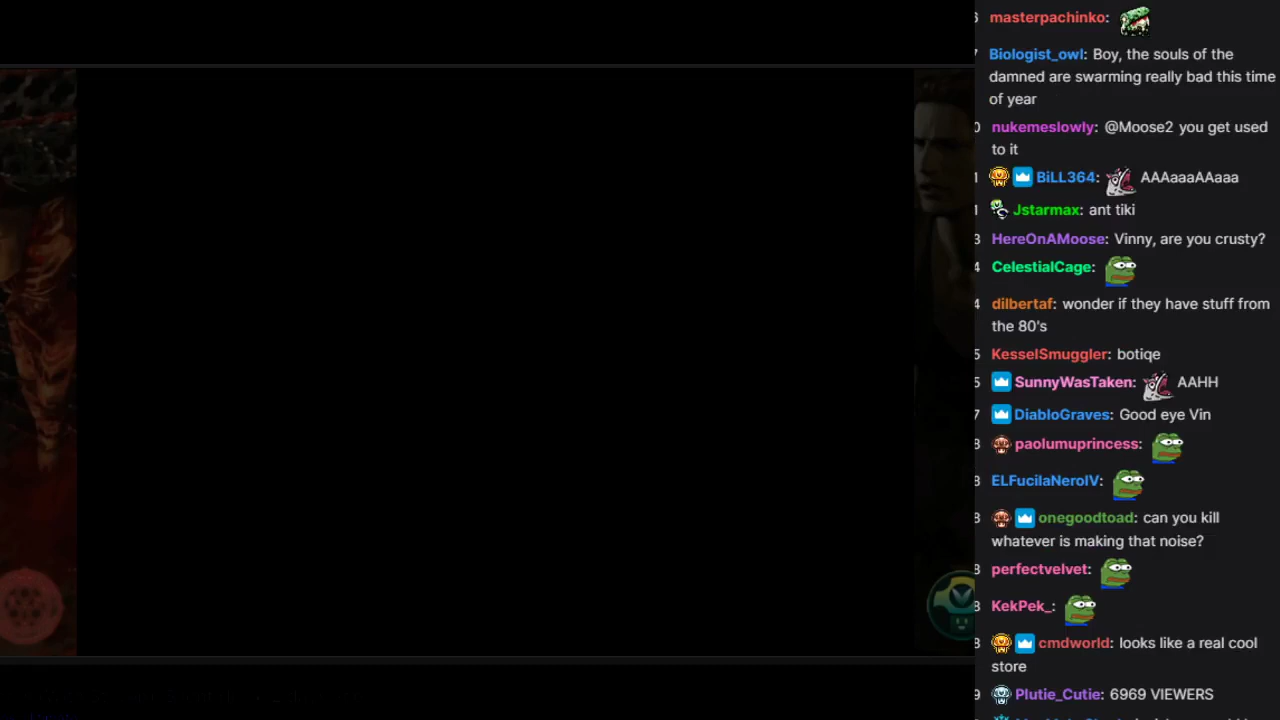 masterpachinko:
Biologist_owl: Boy, the souls of the
damned are swarming really bad this time
of year
nukemeslowly: @Moose2 you get used
to it
BiLL364: AAAaaaAAaaa
Jstarmax: ant tiki
HereOnAMoose: Vinny, are you crusty?
CelestialCage:
dilbertaf: wonder if they have stuff from
the 80's
KesselSmuggler: botiqe
SunnyWasTaken: AAHH
DiabloGraves: Good eye Vin
paolumuprincess:
ELFucilaNeroIV:
onegoodtoad: can you kill
whatever is making that noise?
perfectvelvet:
KekPek_:
cmdworld: looks like a real cool
store
Plutie_Cutie: 6969 VIEWERS